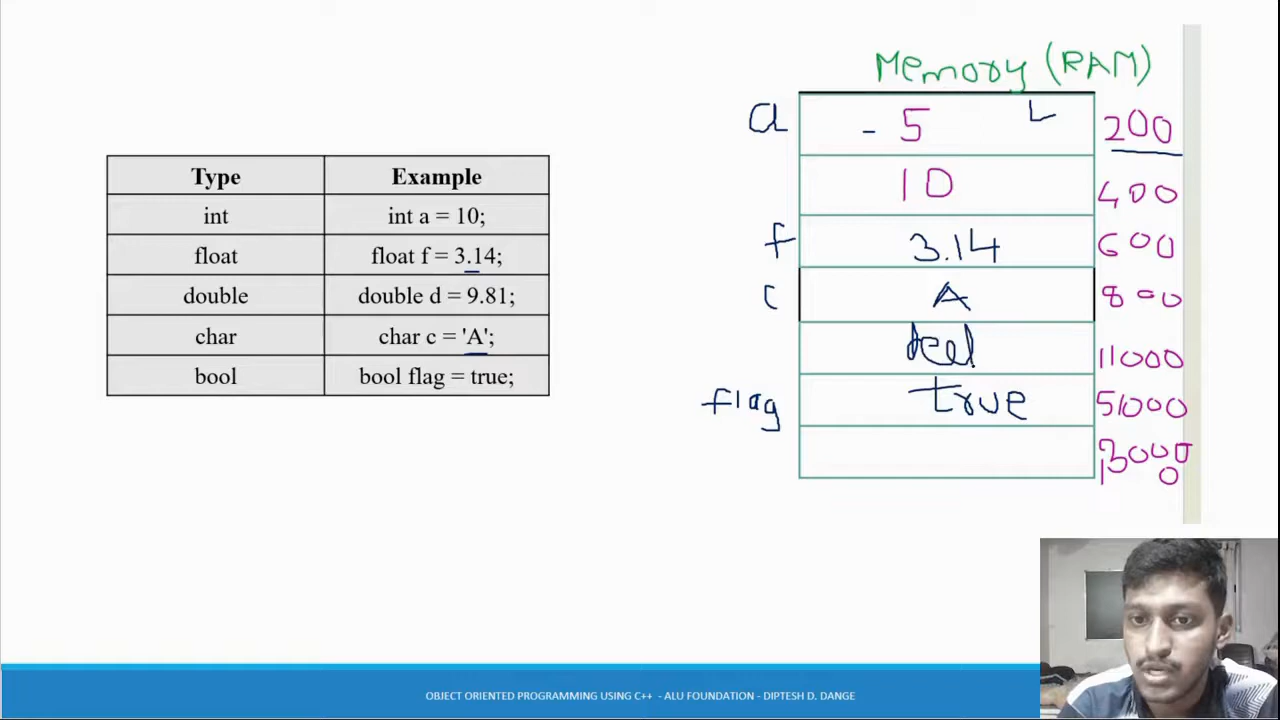 Type Example
int int a = 10;
float float f = 3.14;
double double d = 9.81;
char char c = 'A';
bool bool flag = true;
Memory (RAM)
a - 5 200
10 400
f 3.14 600
c A 800
11000
flag true 51000
OBJECT ORIENTED PROGRAMMING USING C++ - ALU FOUNDATION - DIPTESH D. DANGE